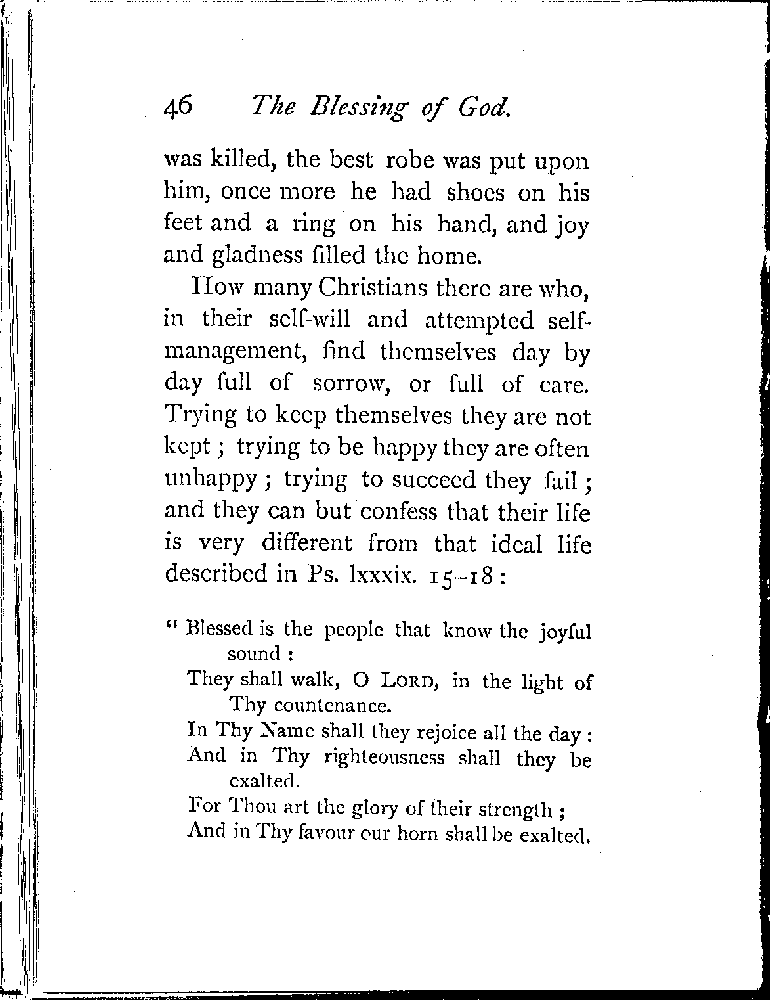 46 The Blessing of God.
was killed, the best robe was put upon
him, once more he had shoes on his
feet and a ring on his hand, and joy
and gladness filled the home.
How many Christians there are who,
in their self-will and attempted self-
management, find themselves day by
day full of sorrow, or full of care.
Trying to keep themselves they are not
kept ; trying to be happy they are often
unhappy ; trying to succeed they fail ;
and they can but confess that their life
is very different from that ideal life
described in Ps. lxxxix. 15-18 :
“ Blessed is the people that know the joyful
sound :
They shall walk, O LORD, in the light of
Thy countenance.
In Thy Name shall they rejoice all the day :
And in Thy righteousness shall they be
exalted.
For Thou art the glory of their strength ;
And in Thy favour our horn shall be exalted.